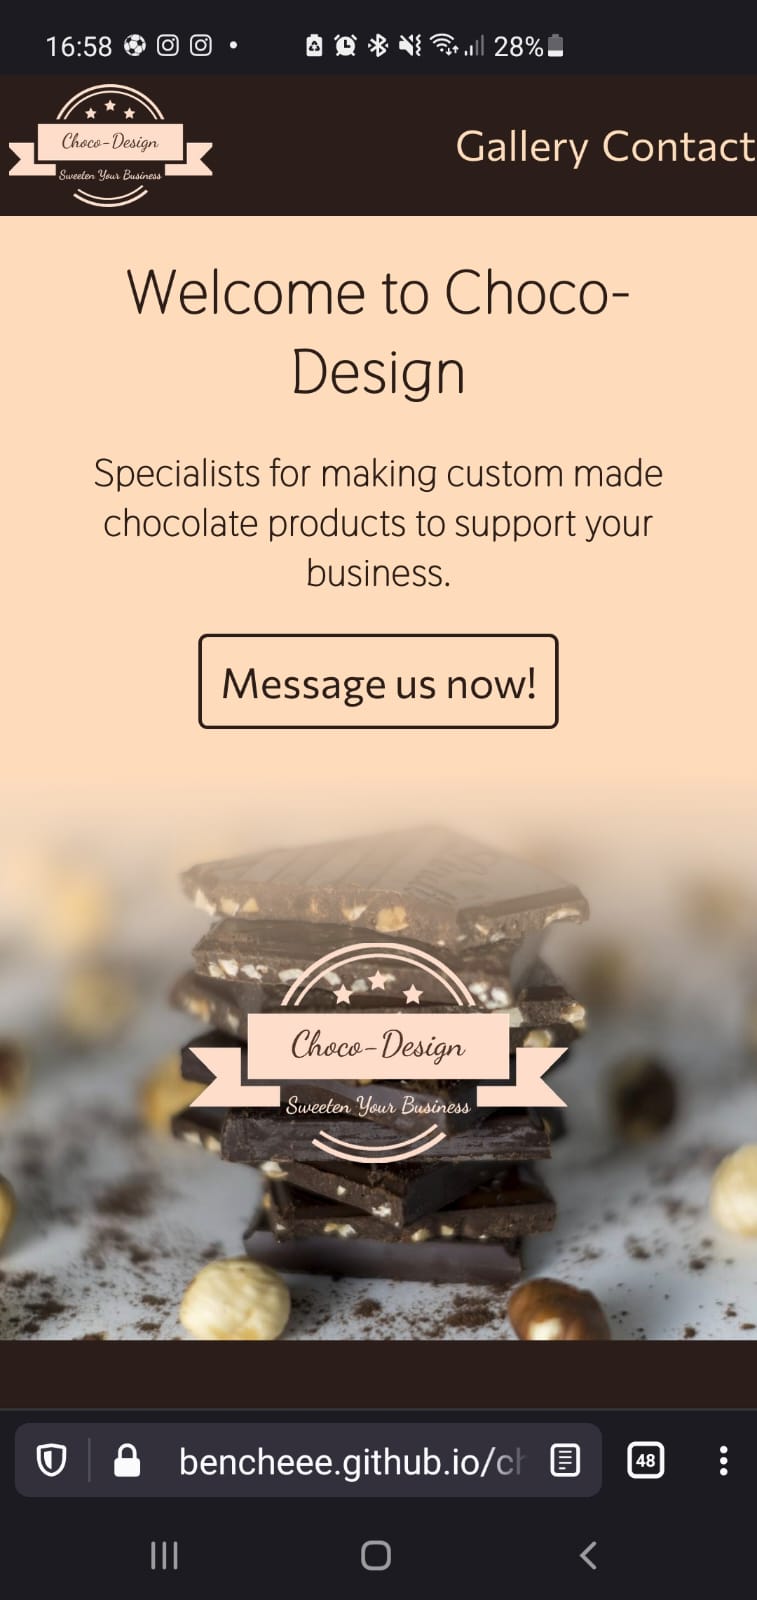 16:58
28%
Choco-Design
Sweeten Your Business
Gallery Contact
Welcome to Choco-
Design
Specialists for making custom made
chocolate products to support your
business.
Message us now!
Choco-Design
Sweeten Your Business
bencheee.github.io/ch
48